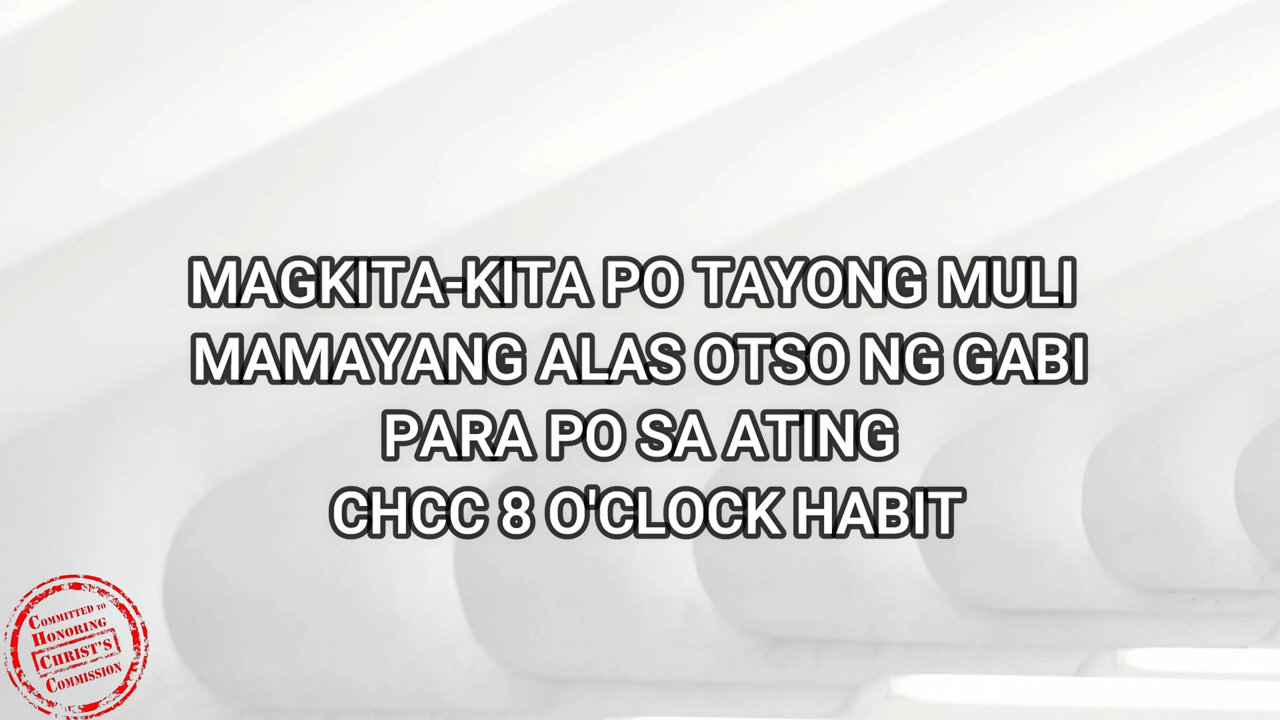 MAGKITA-KITA PO TAYONG MULI
MAMAYANG ALAS OTSO NG GABI
PARA PO SA ATING
CHCC 8 O'CLOCK HABIT
COMMITTED TO
HONORING
CHRIST'S
COMMISSION